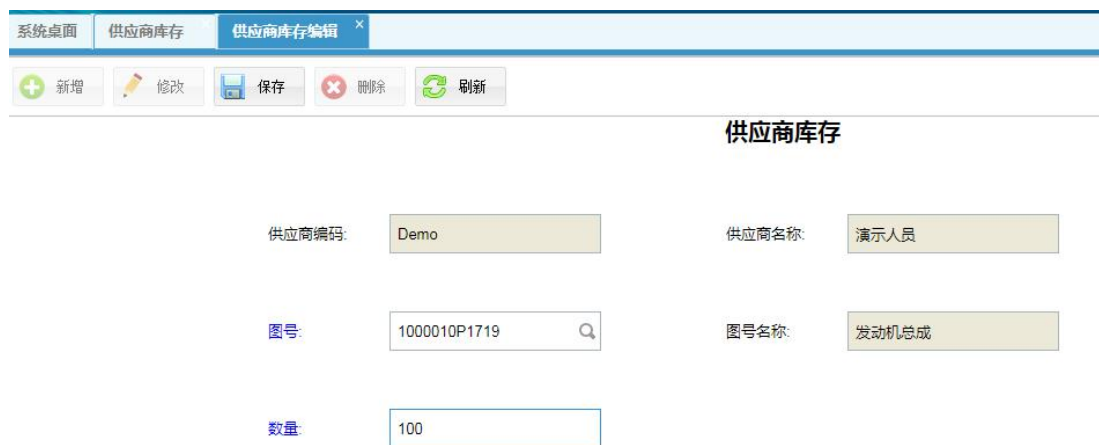 系统桌面 供应商库存 供应商库存编辑
新增 修改 保存 删除 刷新
供应商库存
供应商编码: Demo 供应商名称: 演示人员
图号: 1000010P1719 图号名称: 发动机总成
数量: 100